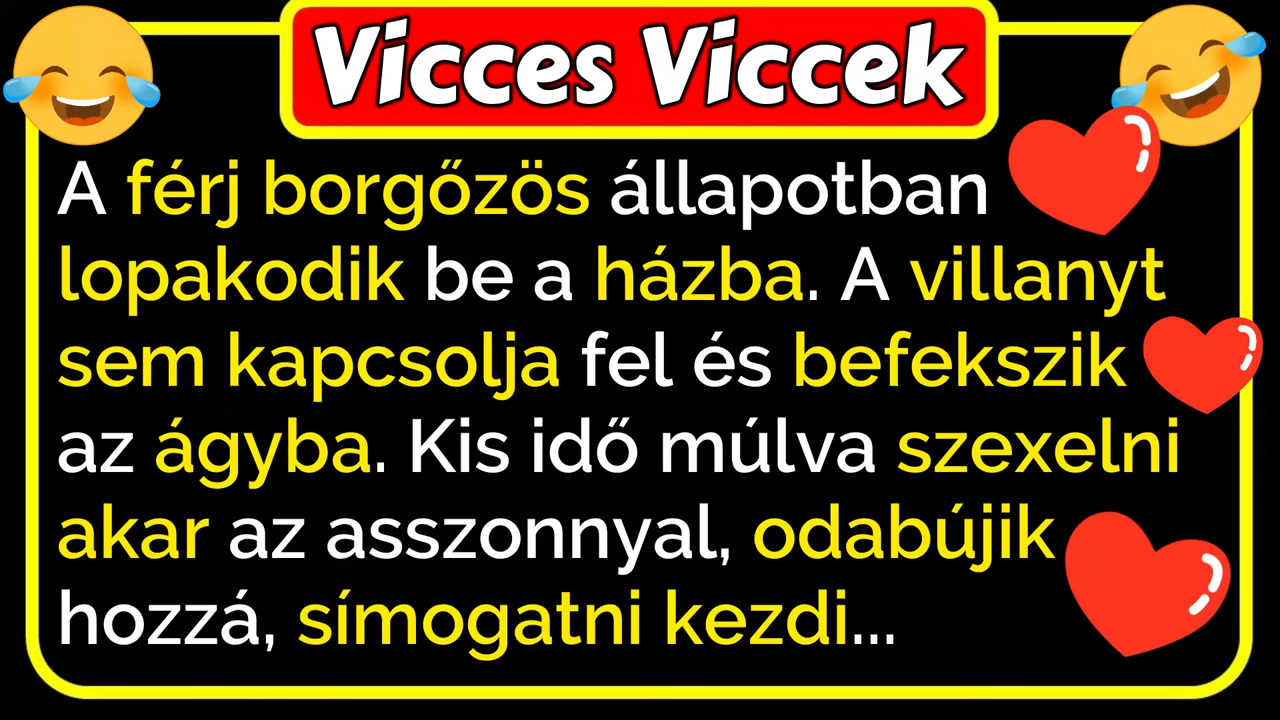 Vicces Viccek
A férj borgőzös állapotban
lopakodik be a házba. A villanyt
sem kapcsolja fel és befekszik
az ágyba. Kis idő múlva szexelni
akar az asszonnyal, odabújik
hozzá, símogatni kezdi...